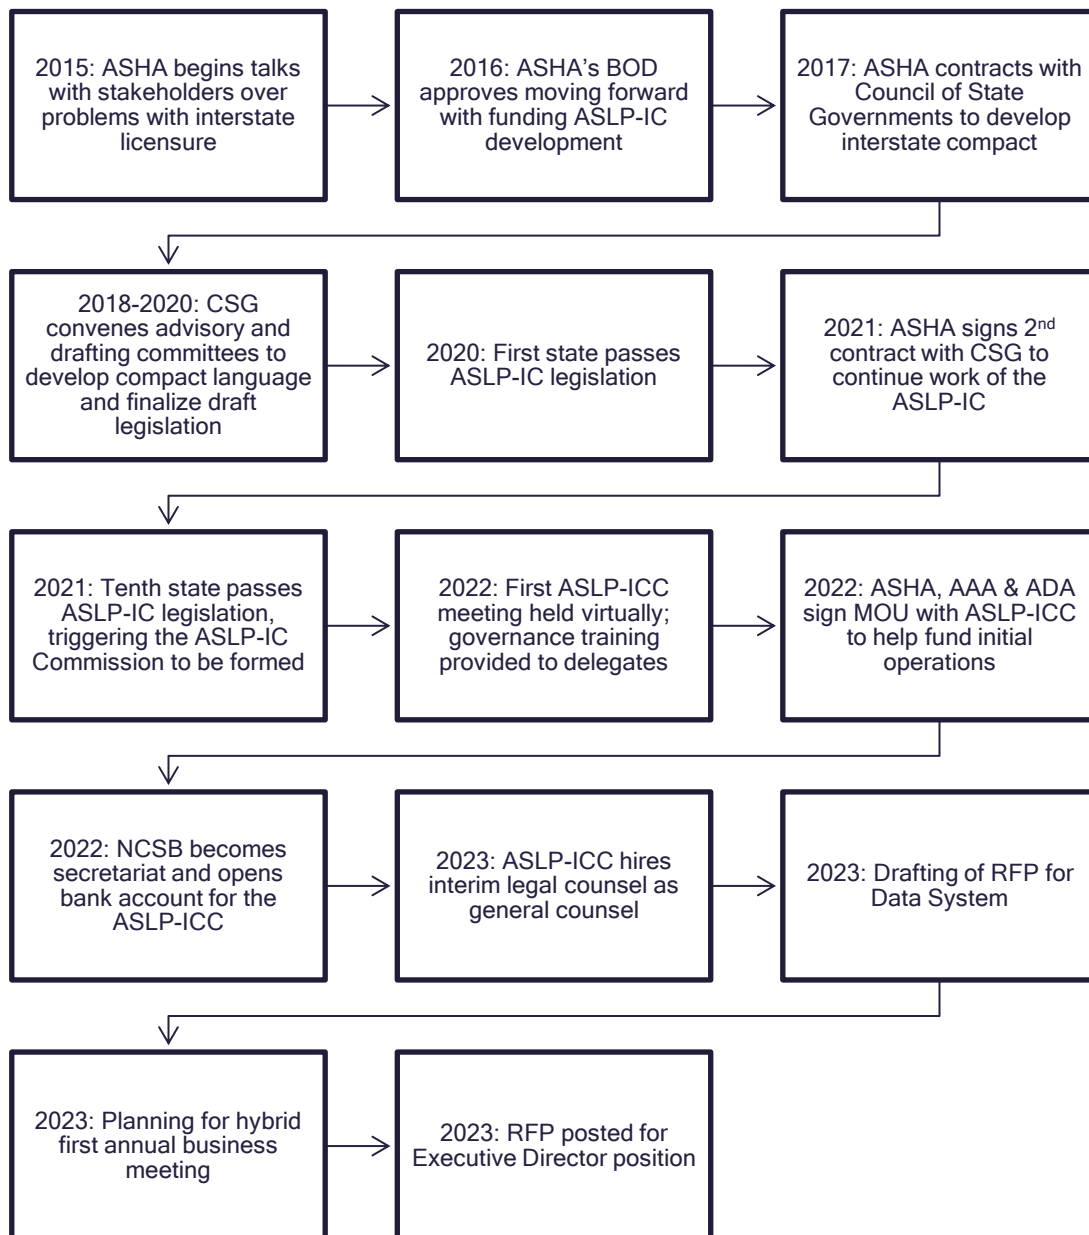 2015: ASHA begins talks
with stakeholders over
problems with interstate
licensure
2016: ASHA’s BOD
approves moving forward
with funding ASLP-IC
development
2017: ASHA contracts with
Council of State
Governments to develop
interstate compact
2018-2020: CSG
convenes advisory and
drafting committees to
develop compact language
and finalize draft
legislation
2020: First state passes
ASLP-IC legislation
2021: ASHA signs 2nd
contract with CSG to
continue work of the
ASLP-IC
2021: Tenth state passes
ASLP-IC legislation,
triggering the ASLP-IC
Commission to be formed
2022: First ASLP-ICC
meeting held virtually;
governance training
provided to delegates
2022: ASHA, AAA & ADA
sign MOU with ASLP-ICC
to help fund initial
operations
2022: NCSB becomes
secretariat and opens
bank account for the
ASLP-ICC
2023: ASLP-ICC hires
interim legal counsel as
general counsel
2023: Drafting of RFP for
Data System
2023: Planning for hybrid
first annual business
meeting
2023: RFP posted for
Executive Director position